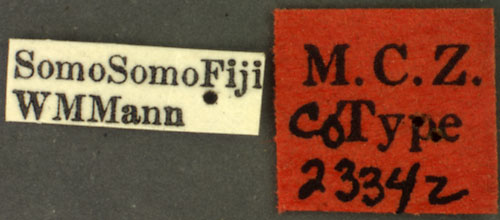 SomoSomoFiji
WMMann
M.C.Z.
CoType
23342